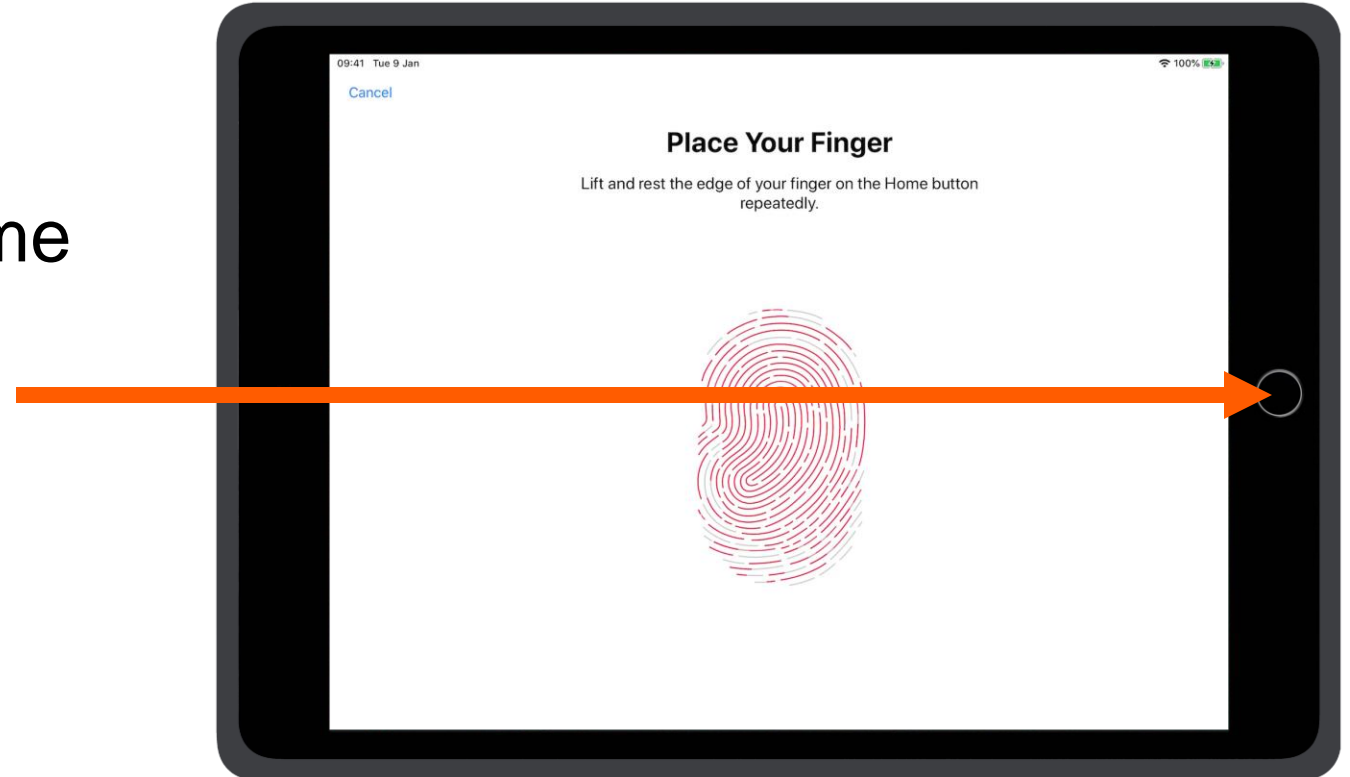 09:41 Tue 9 Jan
100%
Cancel
Place Your Finger
Lift and rest the edge of your finger on the Home button
repeatedly.